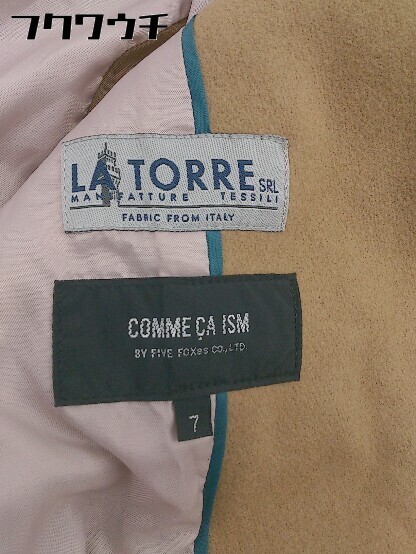 フクウウチ
LA TORRE SRL
MANIFATTURE TESSILI
FABRIC FROM ITALY
COMME ÇA ISM
BY FIVE FOXes CO.,LTD.
7